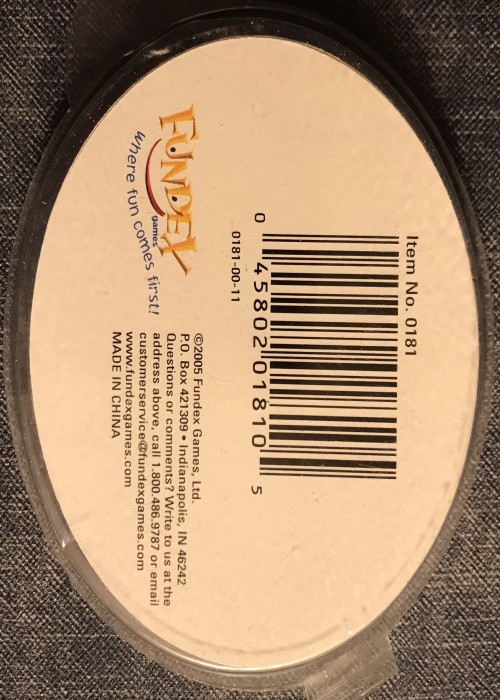 Item No. 0181
0 45802 01810 5
0181-00-11
FUNDEX
games
where fun comes first!
©2005 Fundex Games, Ltd.
P.O. Box 421309 • Indianapolis, IN 46242
Questions or comments? Write to us at the
address above, call 1.800.486.9787 or email
customerservice@fundexgames.com
www.fundexgames.com
MADE IN CHINA